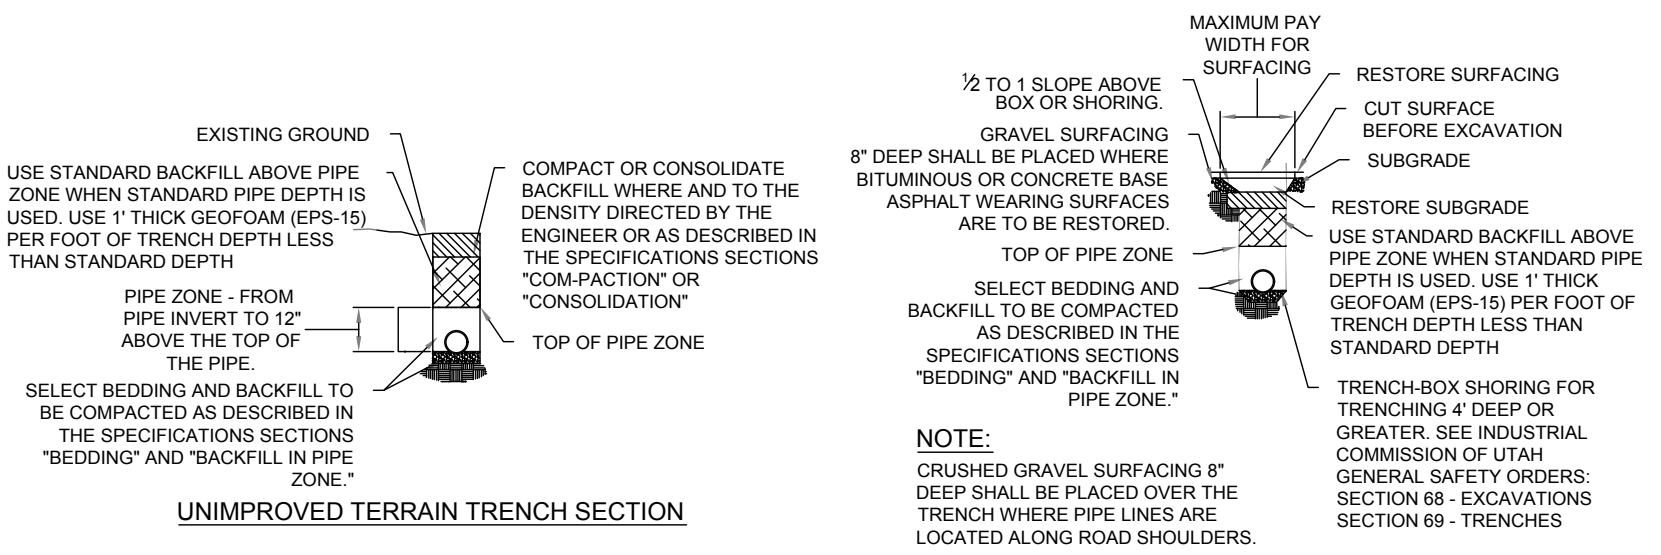 EXISTING GROUND
USE STANDARD BACKFILL ABOVE PIPE
ZONE WHEN STANDARD PIPE DEPTH IS
USED. USE 1' THICK GEOFOAM (EPS-15)
PER FOOT OF TRENCH DEPTH LESS
THAN STANDARD DEPTH
PIPE ZONE - FROM
PIPE INVERT TO 12"
ABOVE THE TOP OF
THE PIPE.
SELECT BEDDING AND BACKFILL TO
BE COMPACTED AS DESCRIBED IN
THE SPECIFICATIONS SECTIONS
"BEDDING" AND "BACKFILL IN PIPE
ZONE."
COMPACT OR CONSOLIDATE
BACKFILL WHERE AND TO THE
DENSITY DIRECTED BY THE
ENGINEER OR AS DESCRIBED IN
THE SPECIFICATIONS SECTIONS
"COM-PACTION" OR
"CONSOLIDATION"
TOP OF PIPE ZONE
UNIMPROVED TERRAIN TRENCH SECTION
MAXIMUM PAY
WIDTH FOR
SURFACING
½ TO 1 SLOPE ABOVE
BOX OR SHORING.
GRAVEL SURFACING
8" DEEP SHALL BE PLACED WHERE
BITUMINOUS OR CONCRETE BASE
ASPHALT WEARING SURFACES
ARE TO BE RESTORED.
TOP OF PIPE ZONE
SELECT BEDDING AND
BACKFILL TO BE COMPACTED
AS DESCRIBED IN THE
SPECIFICATIONS SECTIONS
"BEDDING" AND "BACKFILL IN
PIPE ZONE."
RESTORE SURFACING
CUT SURFACE
BEFORE EXCAVATION
SUBGRADE
RESTORE SUBGRADE
USE STANDARD BACKFILL ABOVE
PIPE ZONE WHEN STANDARD PIPE
DEPTH IS USED. USE 1' THICK
GEOFOAM (EPS-15) PER FOOT OF
TRENCH DEPTH LESS THAN
STANDARD DEPTH
TRENCH-BOX SHORING FOR
TRENCHING 4' DEEP OR
GREATER. SEE INDUSTRIAL
COMMISSION OF UTAH
GENERAL SAFETY ORDERS:
SECTION 68 - EXCAVATIONS
SECTION 69 - TRENCHES
NOTE:
CRUSHED GRAVEL SURFACING 8"
DEEP SHALL BE PLACED OVER THE
TRENCH WHERE PIPE LINES ARE
LOCATED ALONG ROAD SHOULDERS.